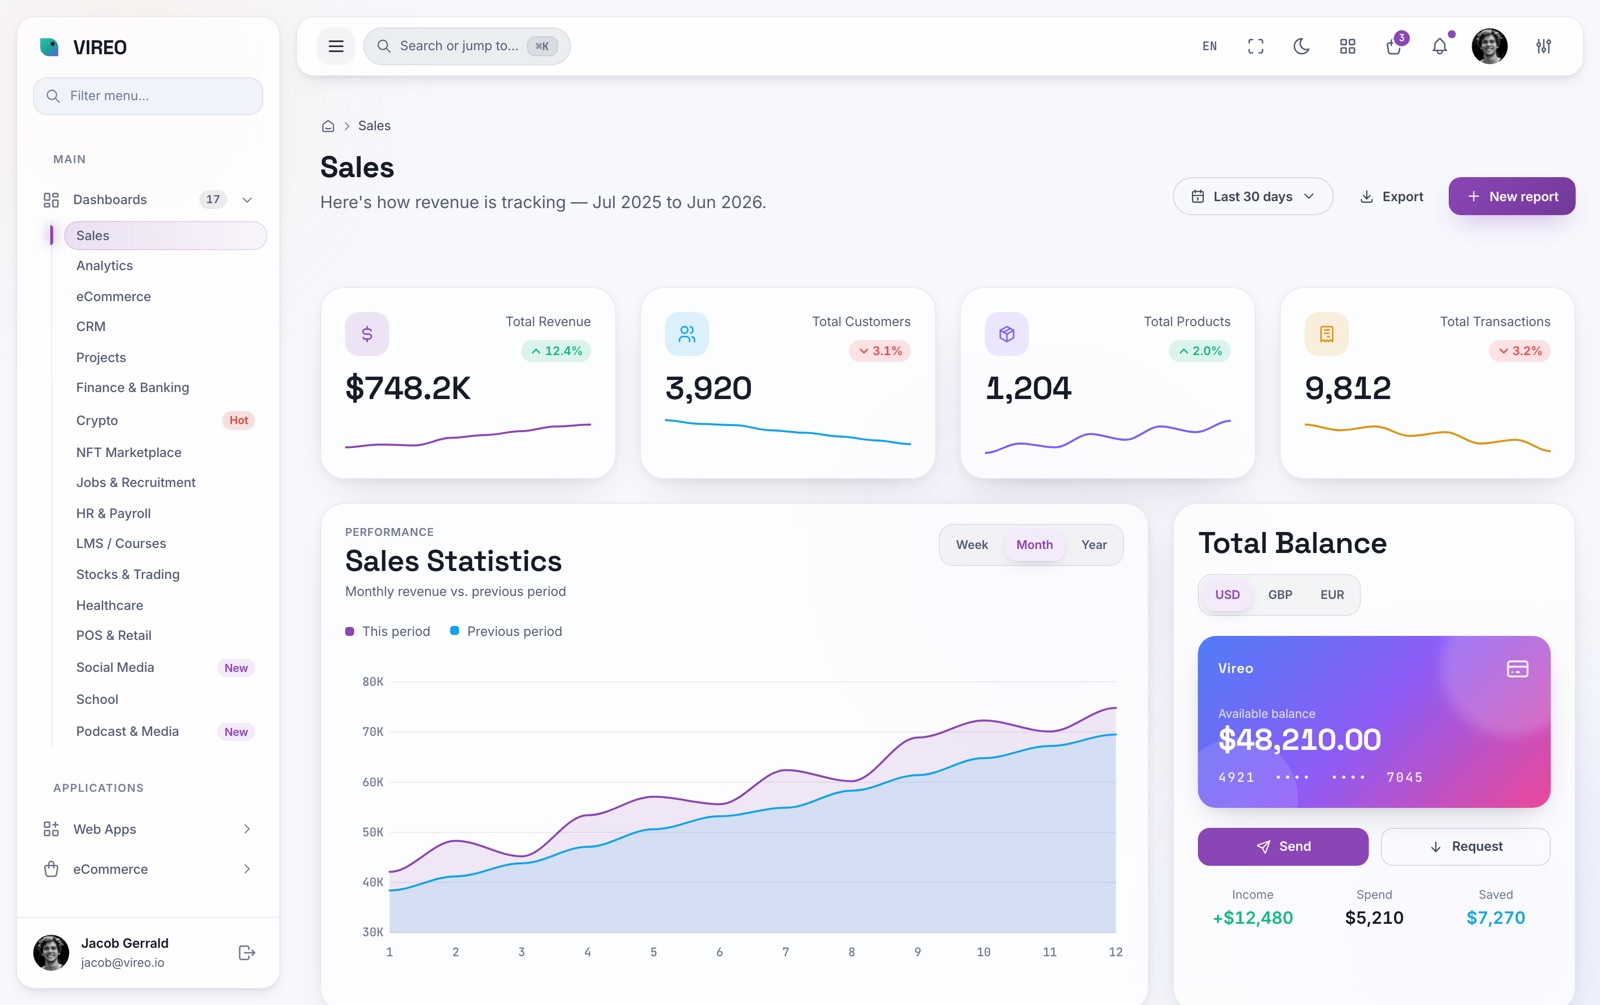 VIREO
Filter menu...
MAIN
Dashboards 17
Sales
Analytics
eCommerce
CRM
Projects
Finance & Banking
Crypto Hot
NFT Marketplace
Jobs & Recruitment
HR & Payroll
LMS / Courses
Stocks & Trading
Healthcare
POS & Retail
Social Media New
School
Podcast & Media New
APPLICATIONS
Web Apps
eCommerce
Jacob Gerrald
jacob@vireo.io
Search or jump to... ⌘K
EN
3
Sales
Sales
Here's how revenue is tracking — Jul 2025 to Jun 2026.
Last 30 days Export New report
Total Revenue
12.4%
$748.2K
Total Customers
3.1%
3,920
Total Products
2.0%
1,204
Total Transactions
3.2%
9,812
PERFORMANCE
Sales Statistics
Monthly revenue vs. previous period
Week Month Year
This period Previous period
80K
70K
60K
50K
40K
30K
1 2 3 4 5 6 7 8 9 10 11 12
Total Balance
USD GBP EUR
Vireo
Available balance
$48,210.00
4921 •••• •••• 7045
Send Request
Income Spend Saved
+$12,480 $5,210 $7,270